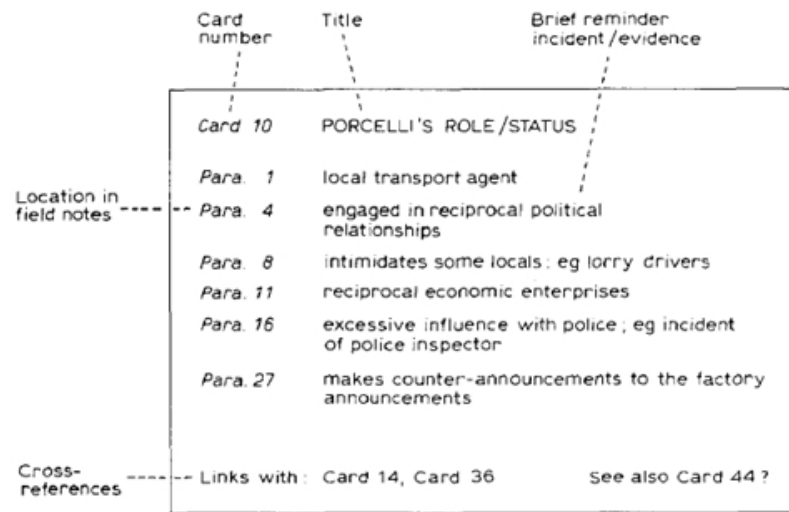 Card number
Title
Brief reminder incident/evidence
Card 10 PORCELLI'S ROLE/STATUS
Para. 1 local transport agent
Location in field notes
Para. 4 engaged in reciprocal political
relationships
Para. 8 intimidates some locals : eg lorry drivers
Para. 11 reciprocal economic enterprises
Para. 16 excessive influence with police ; eg incident
of police inspector
Para. 27 makes counter-announcements to the factory
announcements
Cross-references
Links with : Card 14, Card 36 See also Card 44 ?